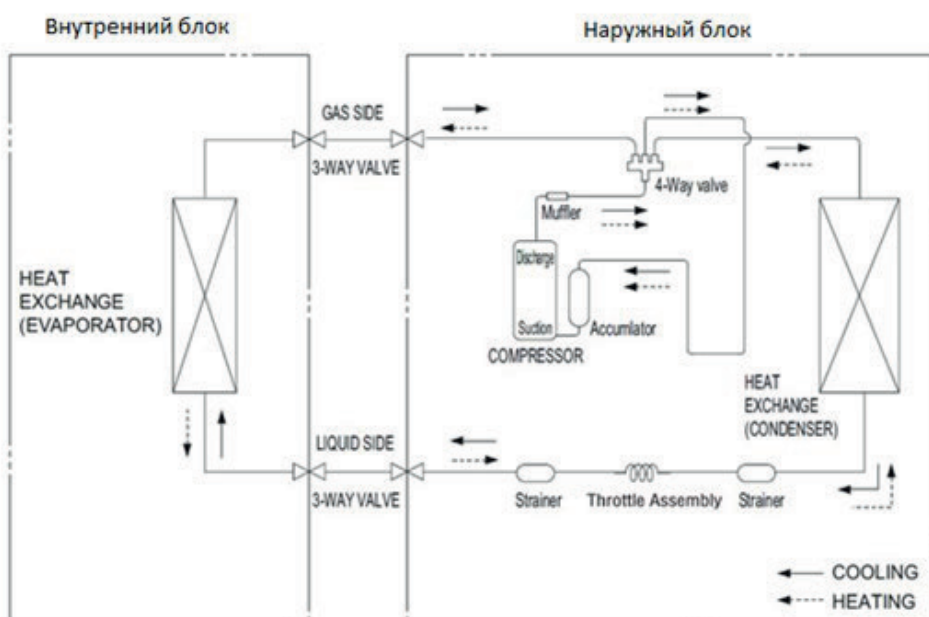 Внутренний блок
Наружный блок
GAS SIDE
3-WAY VALVE
4-Way valve
Muffler
Discharge
Suction
Accumlator
COMPRESSOR
HEAT
EXCHANGE
(EVAPORATOR)
HEAT
EXCHANGE
(CONDENSER)
LIQUID SIDE
3-WAY VALVE
Strainer
Throttle Assembly
Strainer
COOLING
HEATING